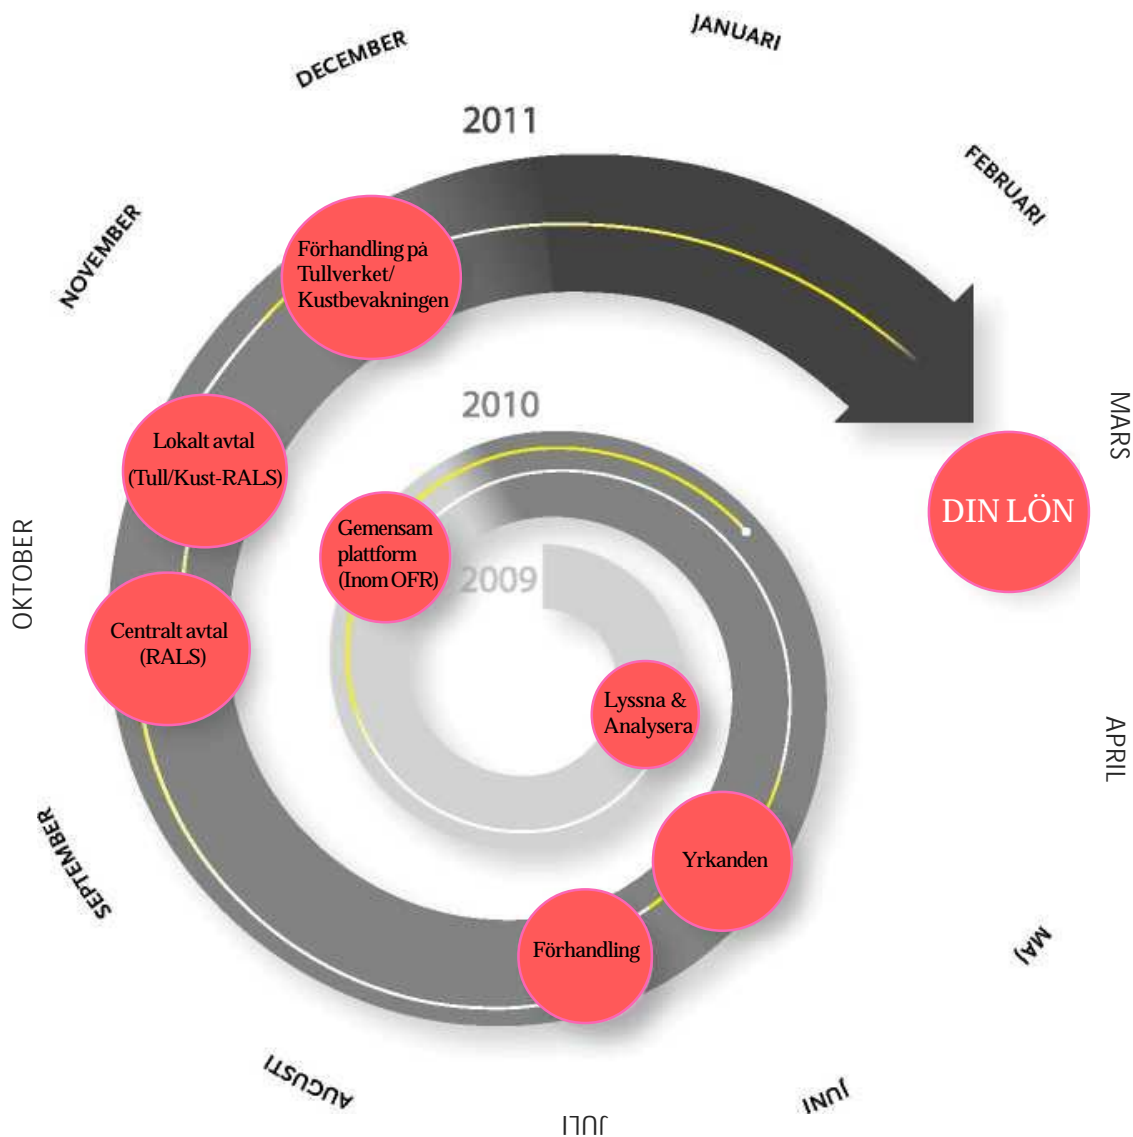 JANUARI
FEBRUARI
MARS
APRIL
MAJ
JUNI
JULI
AUGUSTI
SEPTEMBER
OKTOBER
NOVEMBER
DECEMBER
2011
2010
2009
Lyssna &
Analysera
Gemensam
plattform
(Inom OFR)
Yrkanden
Förhandling
Centralt avtal
(RALS)
Lokalt avtal
(Tull/Kust-RALS)
Förhandling på
Tullverket/
Kustbevakningen
DIN LÖN